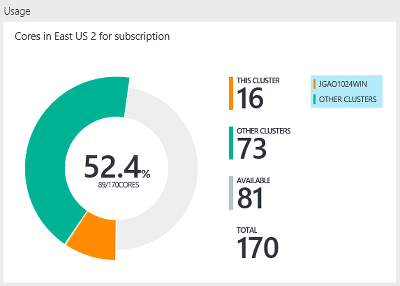 Usage
Cores in East US 2 for subscription
52.4%
89/170CORES
THIS CLUSTER
16
OTHER CLUSTERS
73
AVAILABLE
81
TOTAL
170
JGAO1024WIN
OTHER CLUSTERS